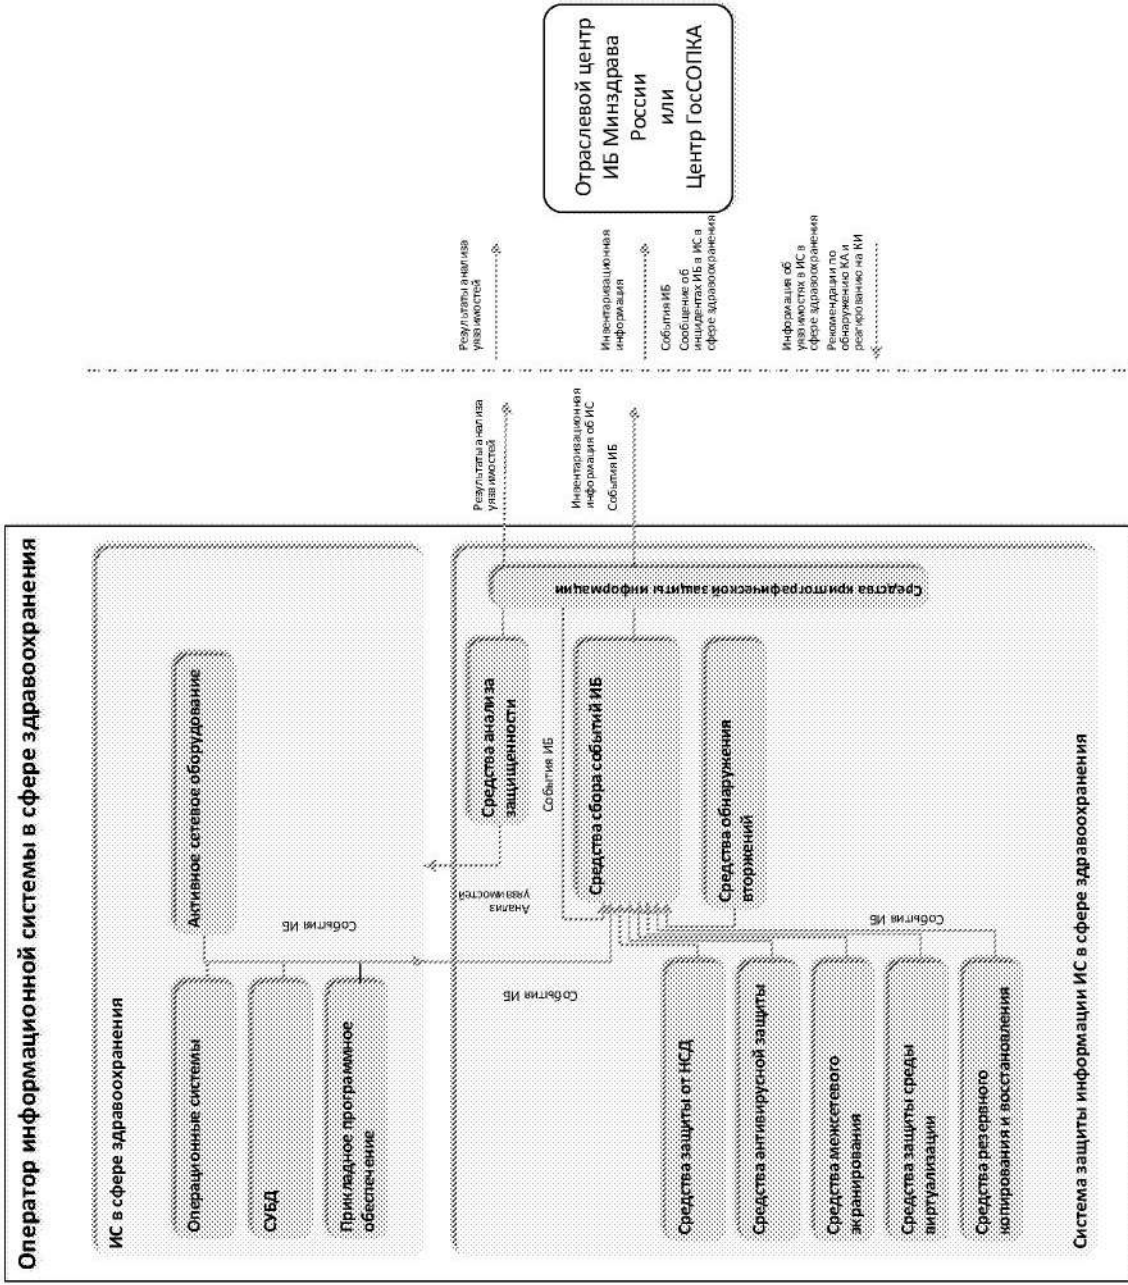 Оператор информационной системы в сфере здравоохранения
ИС в сфере здравоохранения
Операционные системы
СУБД
Прикладное программное
обеспечение
Активное сетевое оборудование
События ИБ
События ИБ
Анализ
уязвимостей
Средства анализа
защищенности
События ИБ
Средства сбора событий ИБ
Средства обнаружения
вторжений
Средства криптографической защиты информации
События ИБ
Средства защиты от НСД
Средства антивирусной защиты
Средства межсетевого
экранирования
Средства защиты среды
виртуализации
Средства резервного
копирования и восстановления
Система защиты информации ИС в сфере здравоохранения
Результаты анализа
уязвимостей
Инвентаризационная
информация об ИС
События ИБ
Результаты анализа
уязвимостей
Инвентаризационная
информация
События ИБ
Сообщение об
инцидентах ИБ в ИС в
сфере здравоохранения
Информация об
уязвимостях в ИС в
сфере здравоохранения
Рекомендации по
обнаружению КА и
реагированию на КИ
Отраслевой центр
ИБ Минздрава
России
или
Центр ГосСОПКА